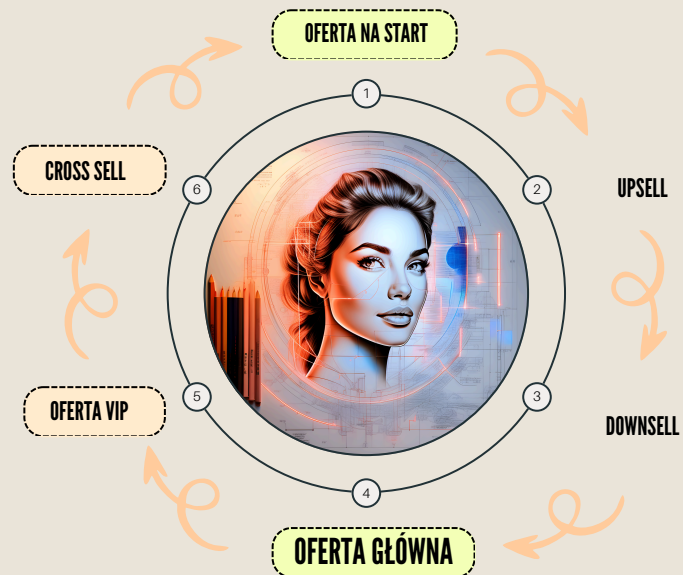 OFERTA NA START
1
2
UPSELL
3
DOWNSELL
4
OFERTA GŁÓWNA
5
OFERTA VIP
6
CROSS SELL